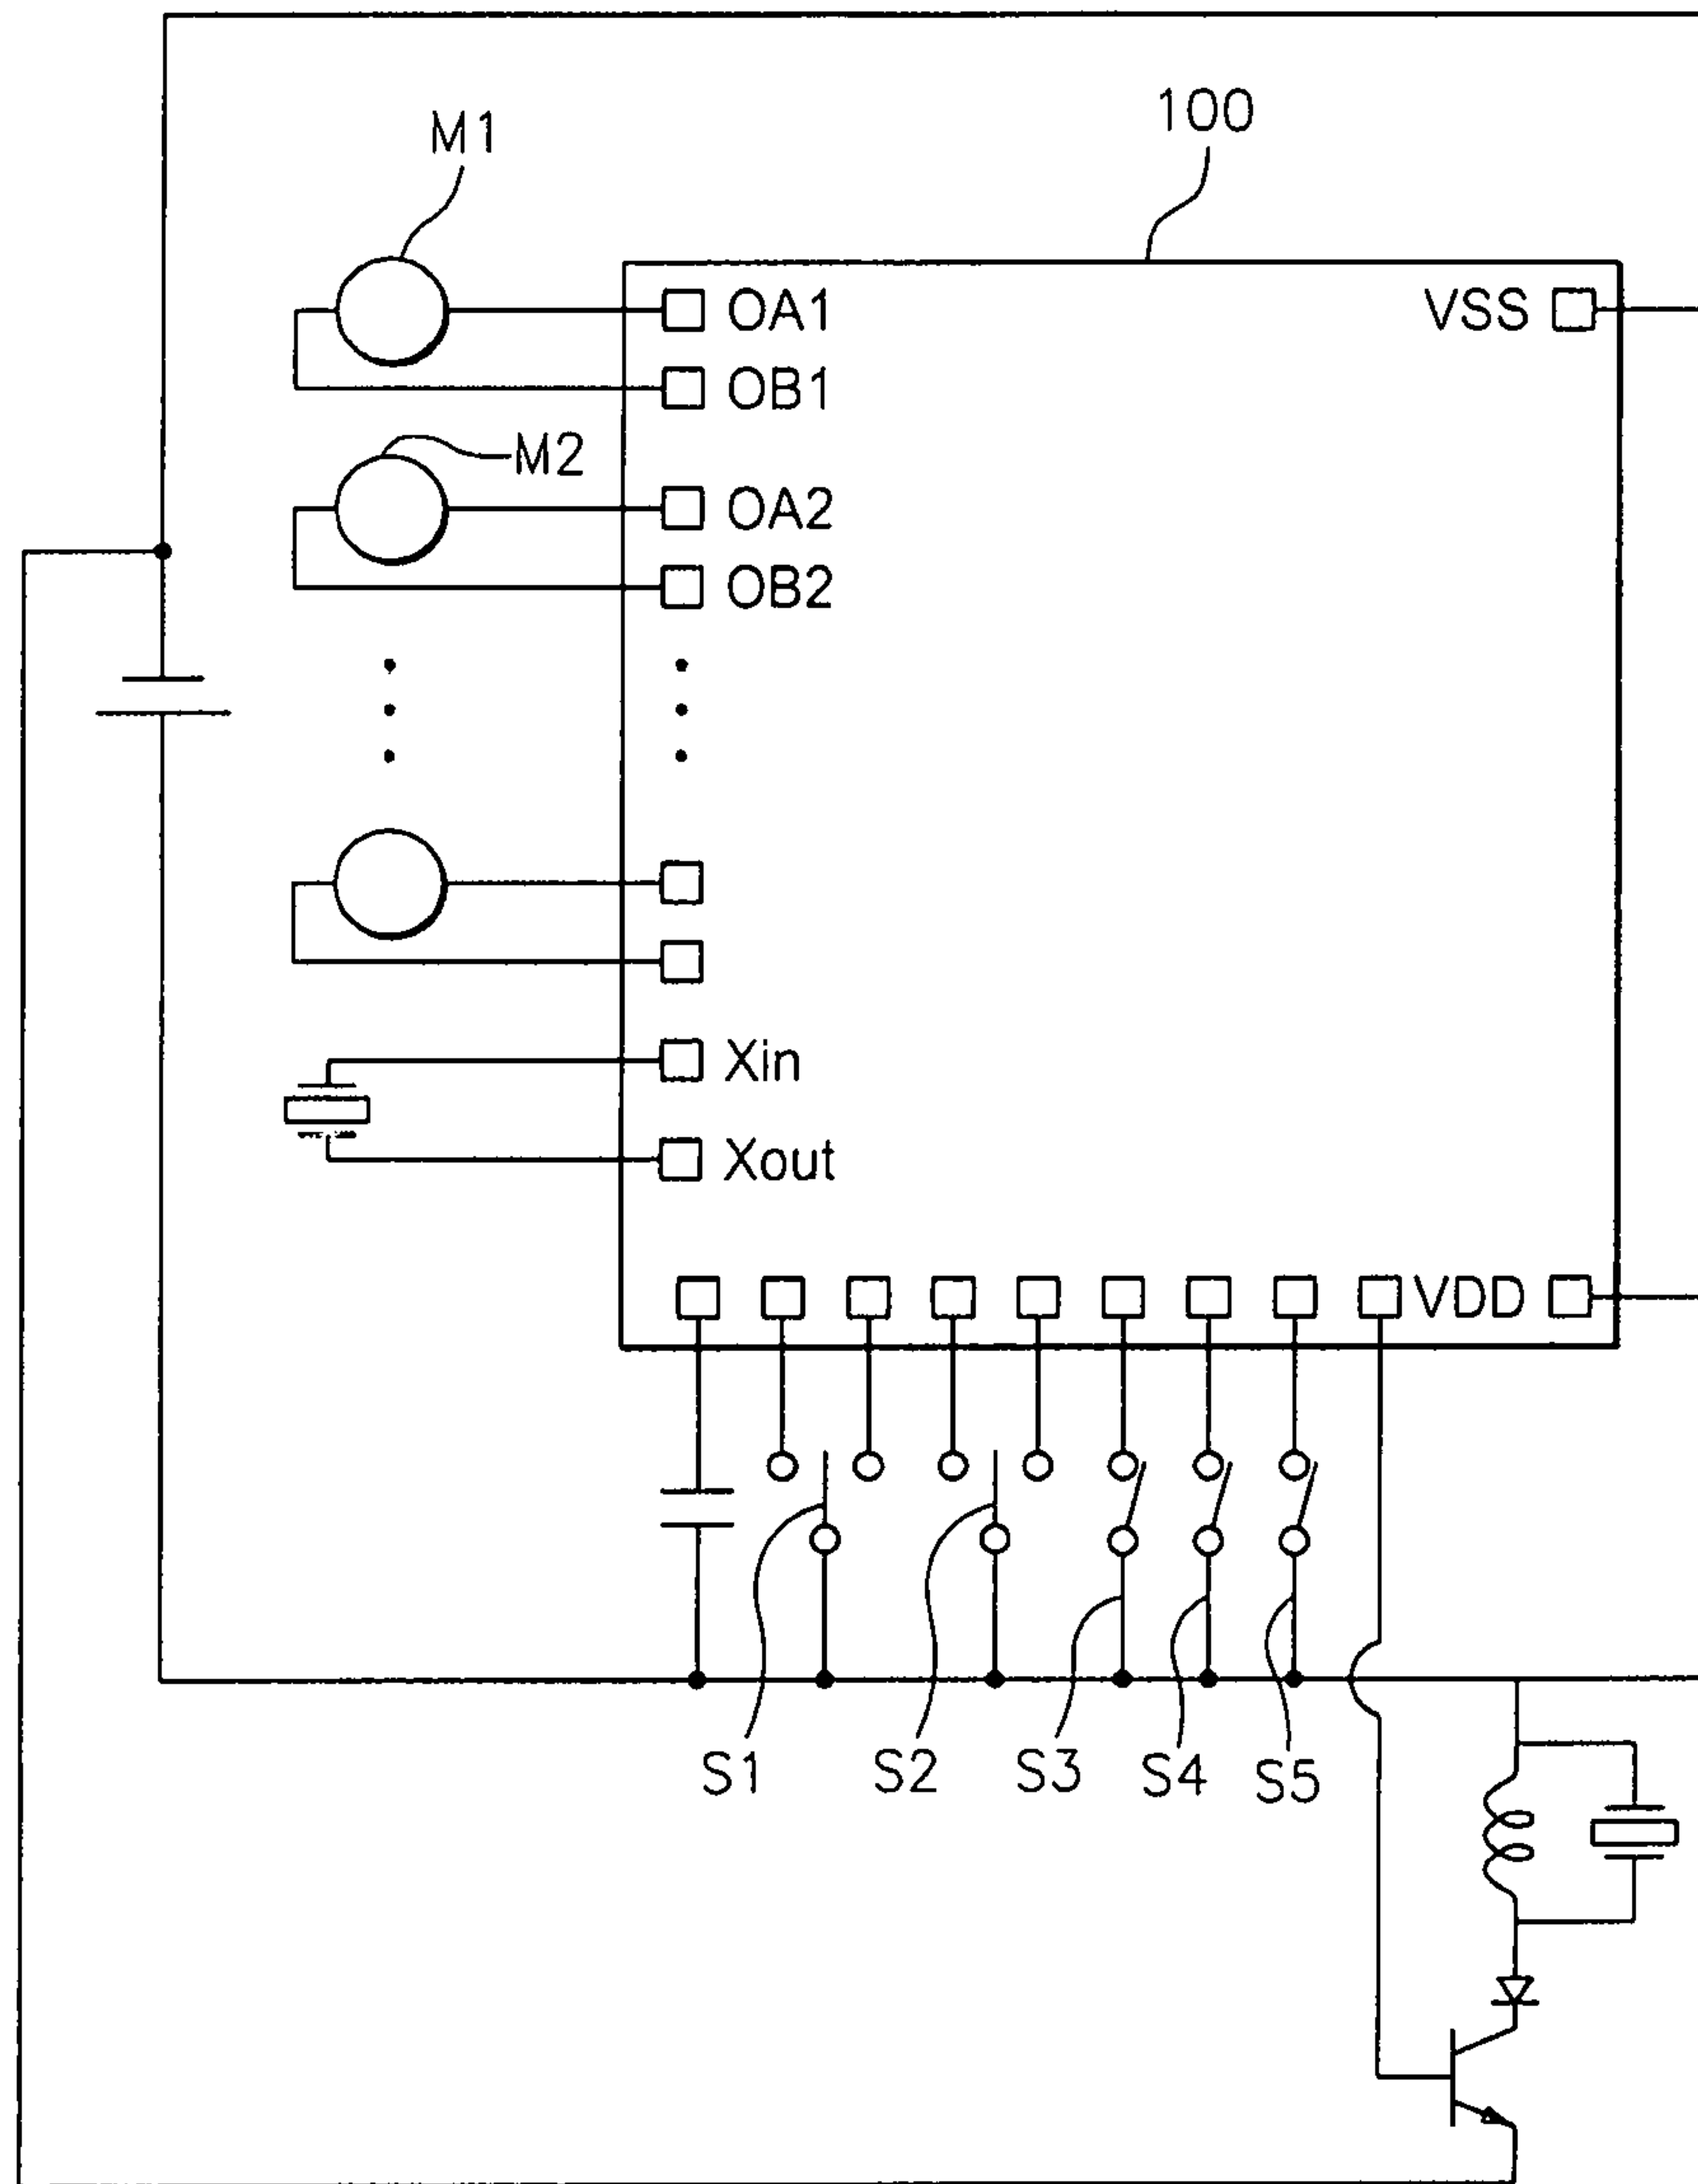 M1
100
OA1
VSS
OB1
M2
OA2
OB2
Xin
Xout
VDD
S1
S2
S3
S4
S5